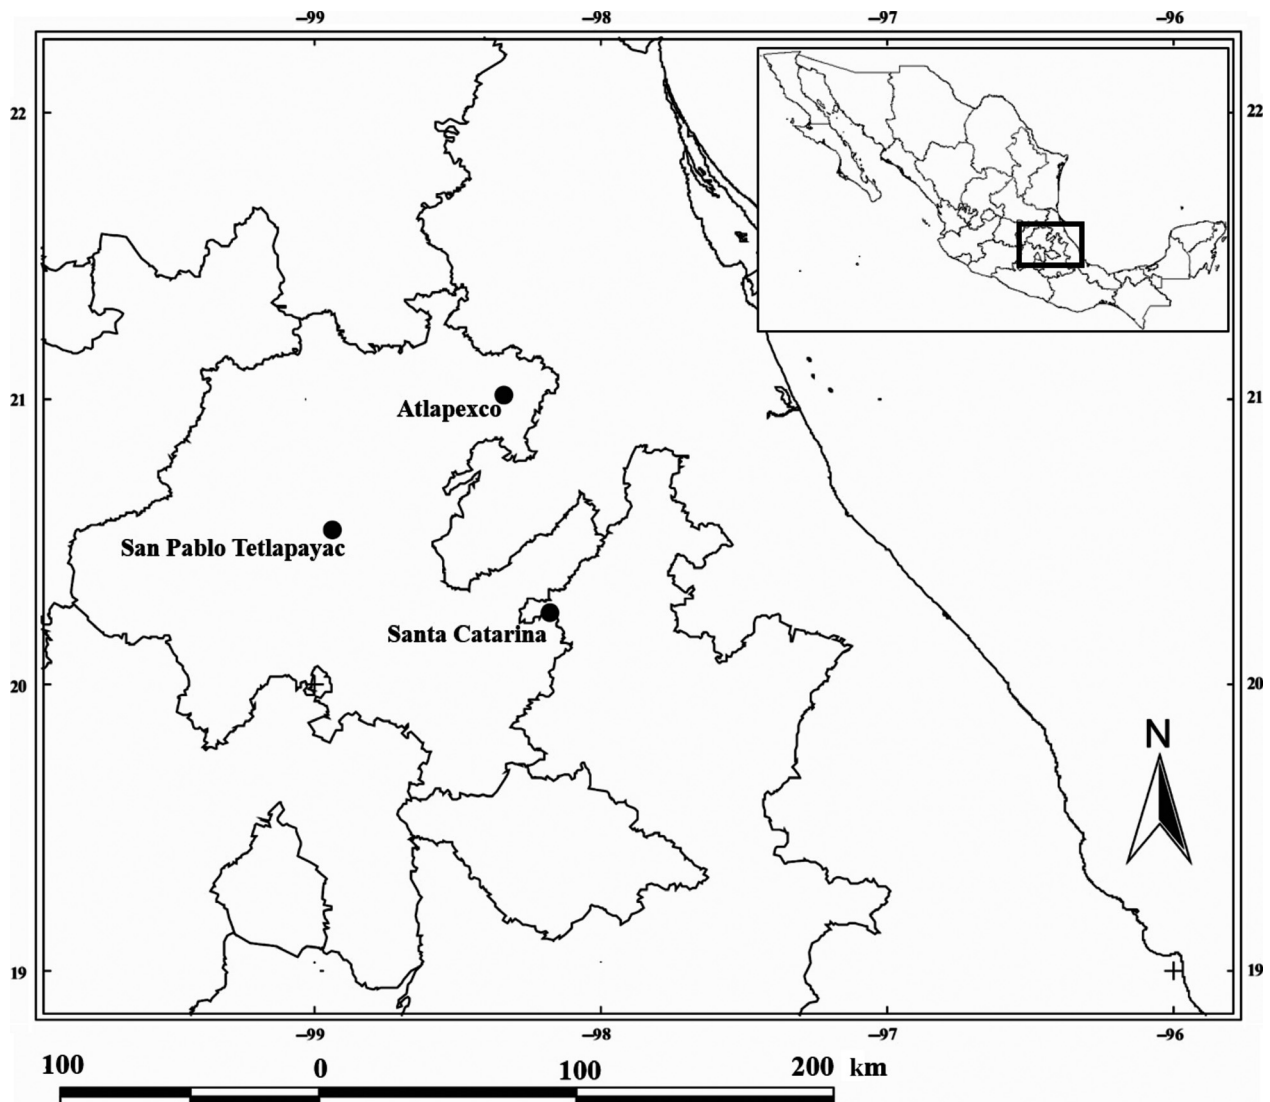 –99 –98 –97 –96
22 22
21 21
Atlapexco
San Pablo Tetlapayac
Santa Catarina
20 20
N
19 19
–99 –98 –97 –96
100 0 100 200 km